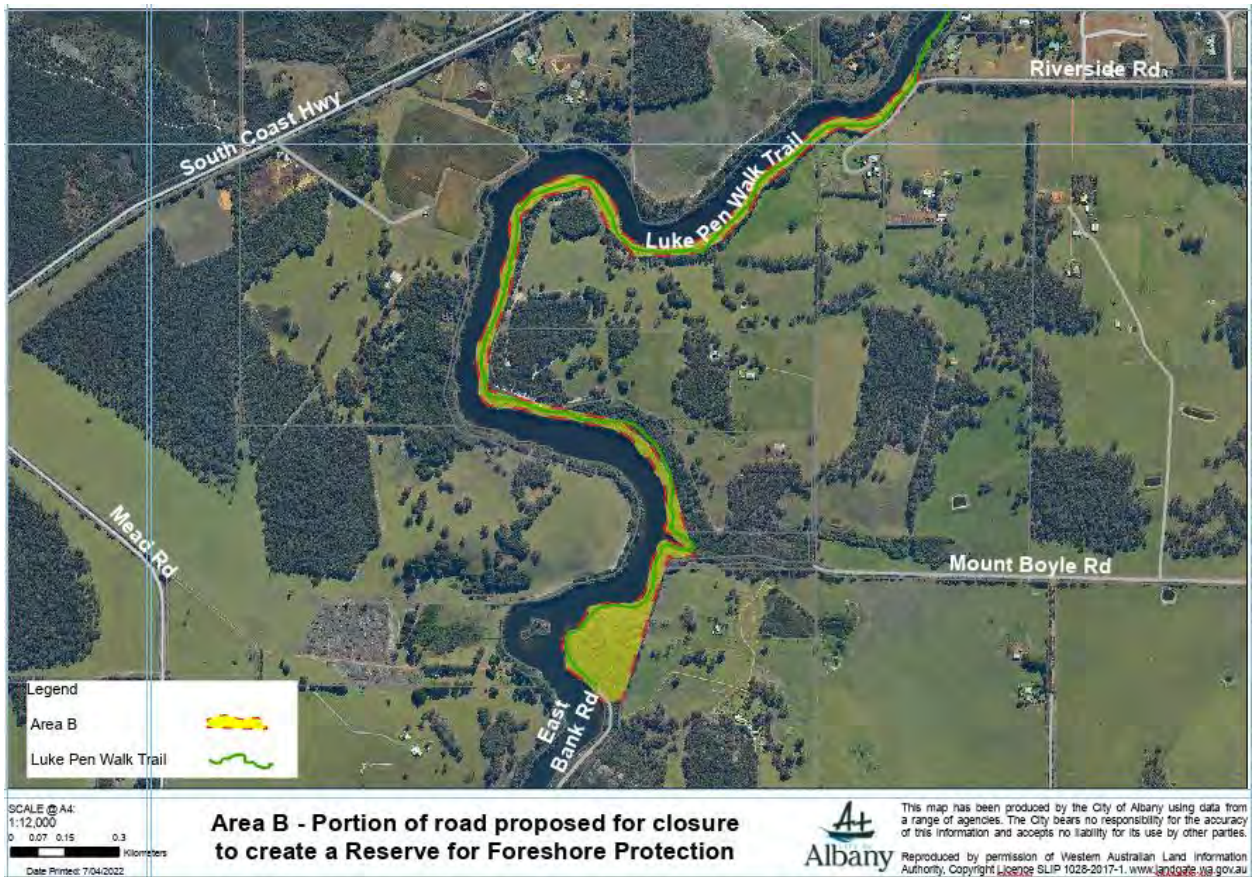 Riverside Rd
South Coast Hwy
Luke Pen Walk Trail
Mead Rd
Mount Boyle Rd
East
Bank Rd
Legend
Area B
Luke Pen Walk Trail
SCALE @ A4:
1:12,000
0 0.07 0.15 0.3
Kilometers
Date Printed: 7/04/2022
Area B - Portion of road proposed for closure
to create a Reserve for Foreshore Protection
CITY OF
Albany
This map has been produced by the City of Albany using data from
a range of agencies. The City bears no responsibility for the accuracy
of this information and accepts no liability for its use by other parties.
Reproduced by permission of Western Australian Land Information
Authority, Copyright Licence SLIP 1028-2017-1. www.landgate.wa.gov.au